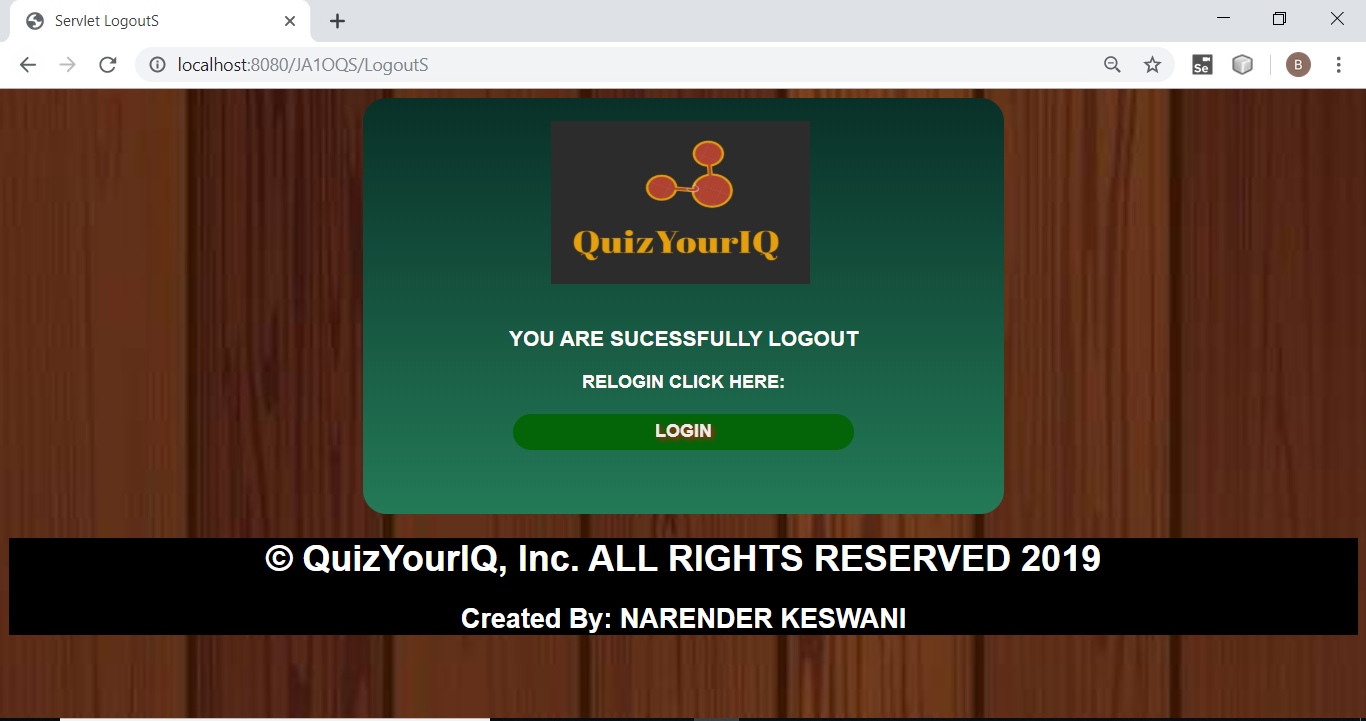 Servlet LogoutS
localhost:8080/JA1OQS/LogoutS
Se
B
QuizYourIQ
YOU ARE SUCESSFULLY LOGOUT
RELOGIN CLICK HERE:
LOGIN
© QuizYourIQ, Inc. ALL RIGHTS RESERVED 2019
Created By: NARENDER KESWANI